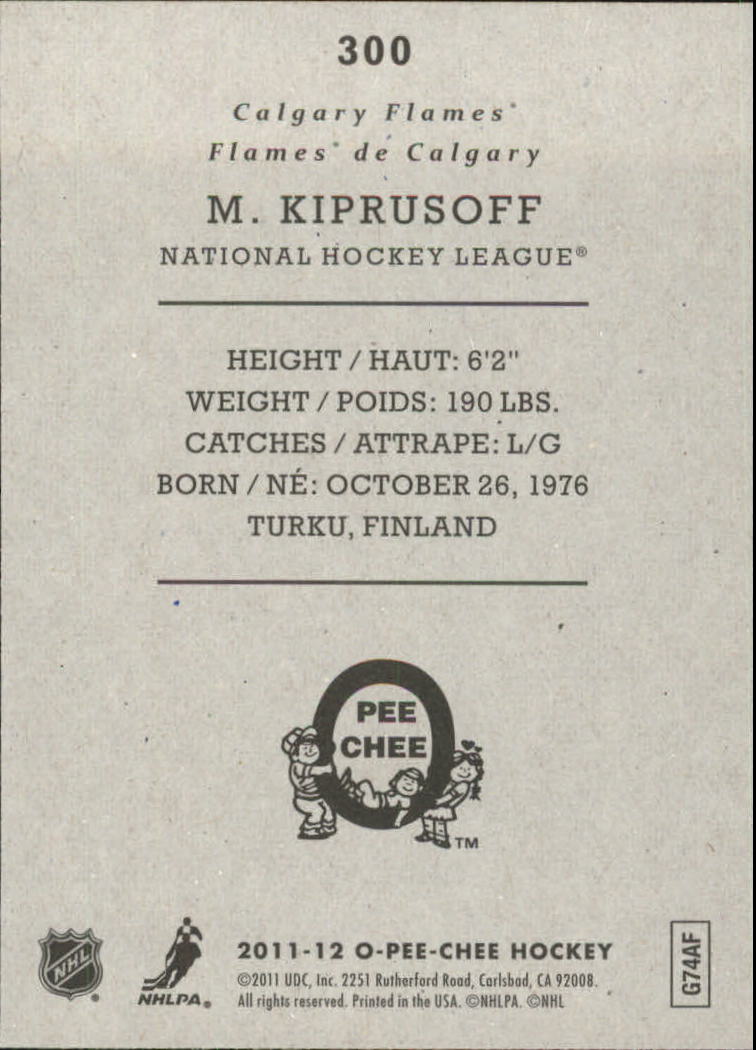 300
Calgary Flames
Flames de Calgary
M. KIPRUSOFF
NATIONAL HOCKEY LEAGUE®
HEIGHT / HAUT: 6'2"
WEIGHT / POIDS: 190 LBS.
CATCHES / ATTRAPE: L/G
BORN / NÉ: OCTOBER 26, 1976
TURKU, FINLAND
PEE
CHEE
TM
NHL
®
NHLPA®
2011-12 O-PEE-CHEE HOCKEY
©2011 UDC, Inc. 2251 Rutherford Road, Carlsbad, CA 92008.
All rights reserved. Printed in the USA. ©NHLPA. ©NHL
G74AF